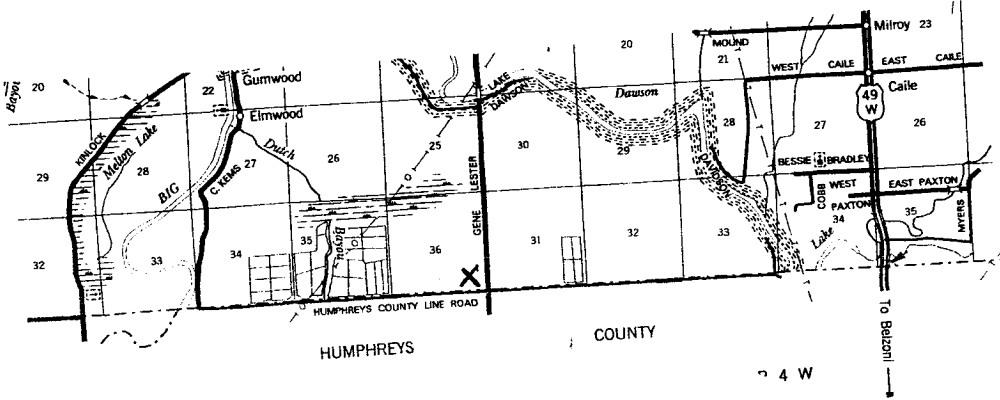 Milroy 23
20
MOUND
21
WEST CAILE EAST CAILE
20
Bayou
Gumwood
22
Caile
49
W
LAKE
DAWSON
Dawson
Elmwood
KINLOCK
Mellon Lake
28
27
Dutch
26
25
30
29
28
27
26
BESSIE BRADLEY
29
BIG
C. KEMS
GENE LESTER
DAVIDSON
COBB
WEST PAXTON
EAST PAXTON
34
35
MYERS
32
33
34
35
Bayou
36
31
32
33
Lake
X
HUMPHREYS COUNTY LINE ROAD
HUMPHREYS COUNTY
To Belzoni
4 W